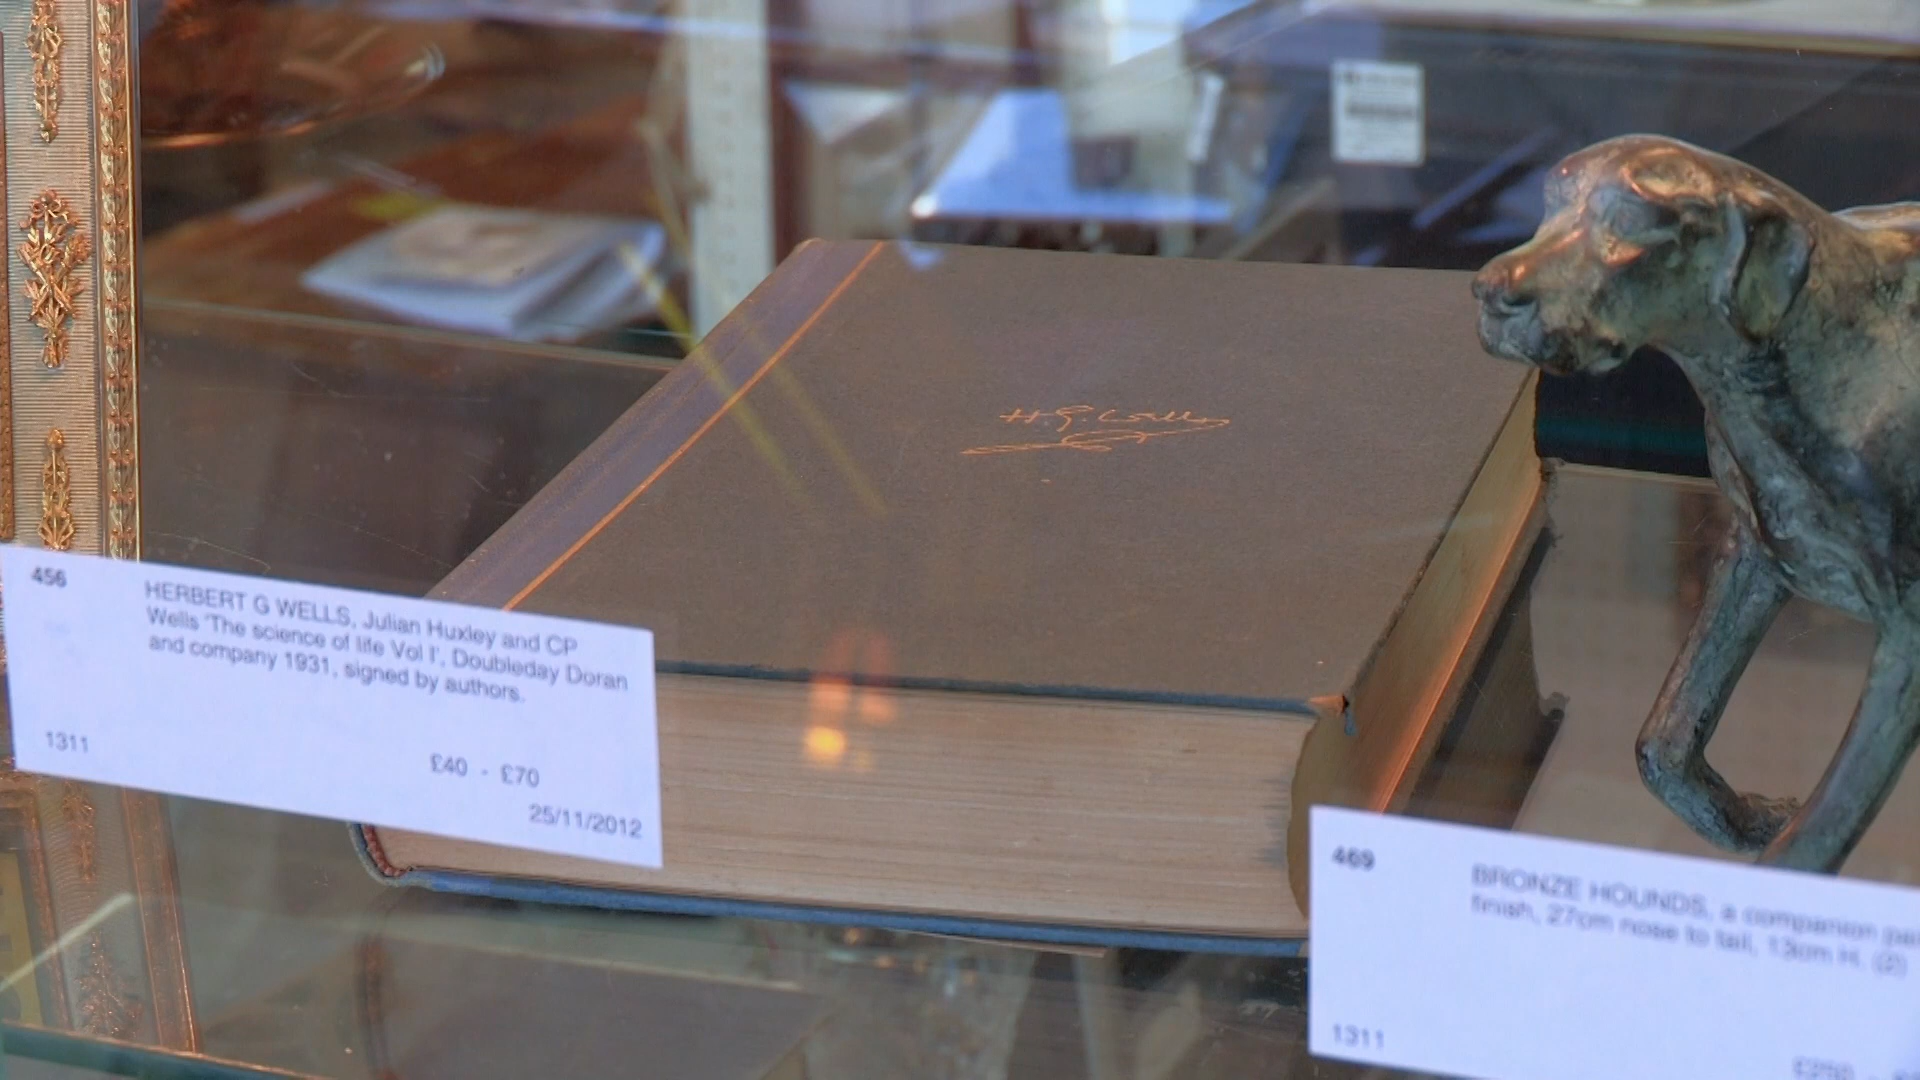 H.G. Wells
456
HERBERT G WELLS, Julian Huxley and CP
Wells 'The science of life Vol I', Doubleday Doran
and company 1931, signed by authors.
1311
£40 - £70
25/11/2012
469
BRONZE HOUNDS, a companion
finish, 27cm nose to tail, 13cm H. (2)
1311
£250 -